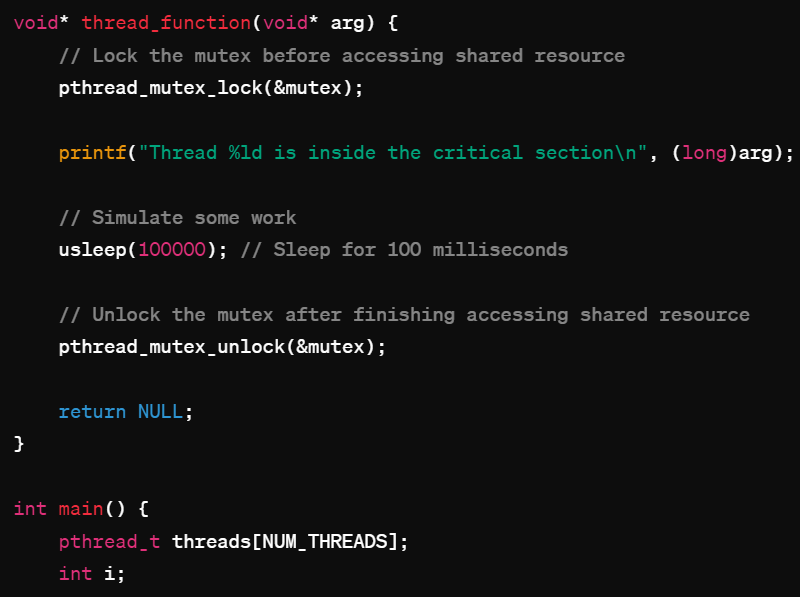 void* thread_function(void* arg) {
    // Lock the mutex before accessing shared resource
    pthread_mutex_lock(&mutex);

    printf("Thread %ld is inside the critical section\n", (long)arg);

    // Simulate some work
    usleep(100000); // Sleep for 100 milliseconds

    // Unlock the mutex after finishing accessing shared resource
    pthread_mutex_unlock(&mutex);

    return NULL;
}

int main() {
    pthread_t threads[NUM_THREADS];
    int i;